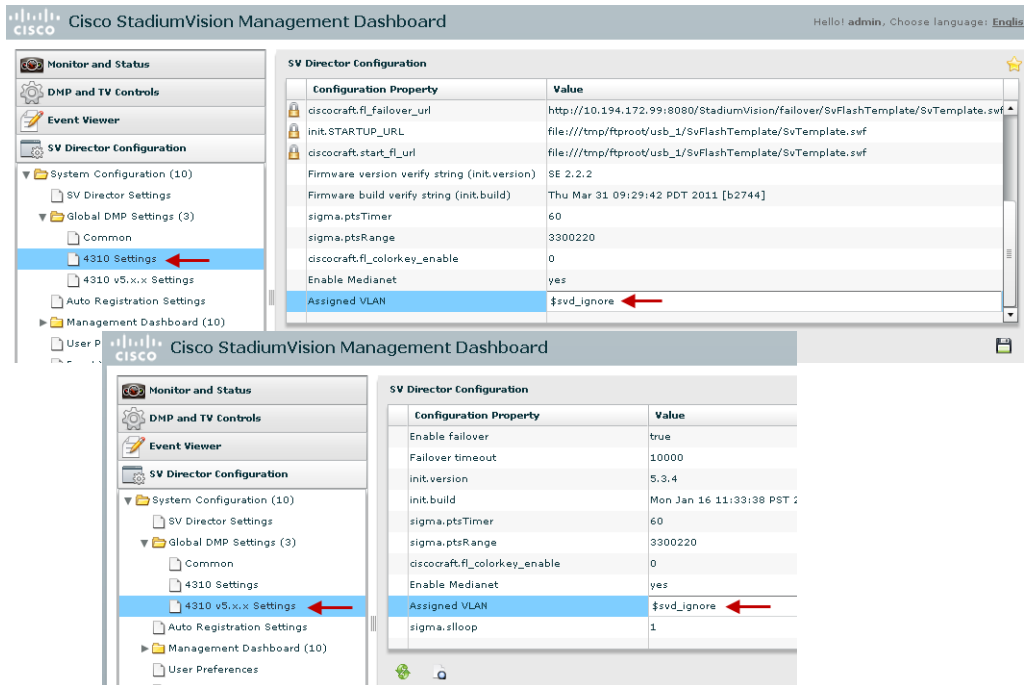 CISCO Cisco StadiumVision Management Dashboard Hello! admin, Choose language: Englis
Monitor and Status
DMP and TV Controls
Event Viewer
SV Director Configuration
System Configuration (10)
SV Director Settings
Global DMP Settings (3)
Common
4310 Settings
4310 v5.x.x Settings
Auto Registration Settings
Management Dashboard (10)
User P
SV Director Configuration
Configuration Property Value
ciscocraft.fl_failover_url http://10.194.172.99:8080/StadiumVision/failover/SvFlashTemplate/SvTemplate.swf
init.STARTUP_URL file:///tmp/ftproot/usb_1/SvFlashTemplate/SvTemplate.swf
ciscocraft.start_fl_url file:///tmp/ftproot/usb_1/SvFlashTemplate/SvTemplate.swf
Firmware version verify string (init.version) SE 2.2.2
Firmware build verify string (init.build) Thu Mar 31 09:29:42 PDT 2011 [b2744]
sigma.ptsTimer 60
sigma.ptsRange 3300220
ciscocraft.fl_colorkey_enable 0
Enable Medianet yes
Assigned VLAN $svd_ignore
CISCO Cisco StadiumVision Management Dashboard
Monitor and Status
DMP and TV Controls
Event Viewer
SV Director Configuration
System Configuration (10)
SV Director Settings
Global DMP Settings (3)
Common
4310 Settings
4310 v5.x.x Settings
Auto Registration Settings
Management Dashboard (10)
User Preferences
SV Director Configuration
Configuration Property Value
Enable failover true
Failover timeout 10000
init.version 5.3.4
init.build Mon Jan 16 11:33:38 PST 2
sigma.ptsTimer 60
sigma.ptsRange 3300220
ciscocraft.fl_colorkey_enable 0
Enable Medianet yes
Assigned VLAN $svd_ignore
sigma.slloop 1